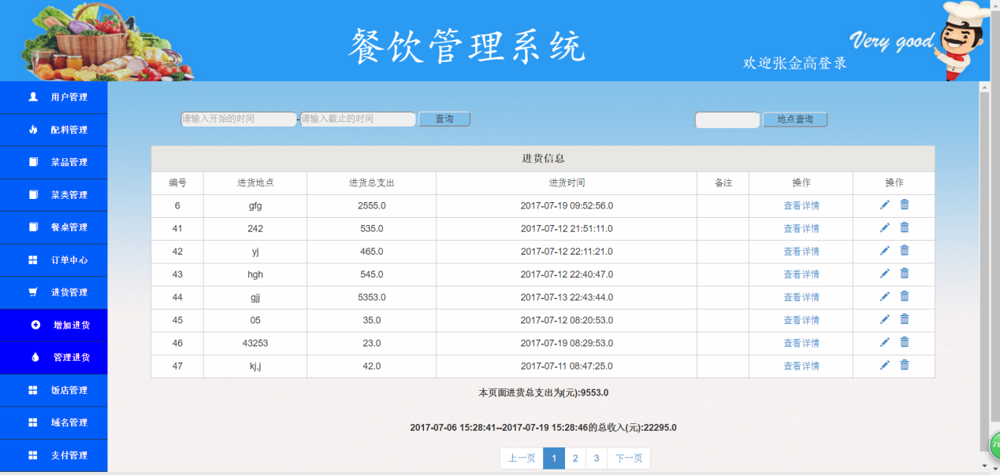 餐饮管理系统
Very good
欢迎张金高登录
用户管理
配料管理
菜品管理
菜类管理
餐桌管理
订单中心
进货管理
增加进货
管理进货
饭店管理
域名管理
支付管理
请输入开始的时间 - 请输入截止的时间 查询 地点查询
进货信息
编号 进货地点 进货总支出 进货时间 备注 操作 操作
6 gfg 2555.0 2017-07-19 09:52:56.0 查看详情
41 242 535.0 2017-07-12 21:51:11.0 查看详情
42 yj 465.0 2017-07-12 22:11:21.0 查看详情
43 hgh 545.0 2017-07-12 22:40:47.0 查看详情
44 gjj 5353.0 2017-07-13 22:43:44.0 查看详情
45 05 35.0 2017-07-12 08:20:53.0 查看详情
46 43253 23.0 2017-07-19 08:29:53.0 查看详情
47 kj,j 42.0 2017-07-11 08:47:25.0 查看详情
本页面进货总支出为(元):9553.0
2017-07-06 15:28:41--2017-07-19 15:28:46的总收入(元):22295.0
上一页 1 2 3 下一页